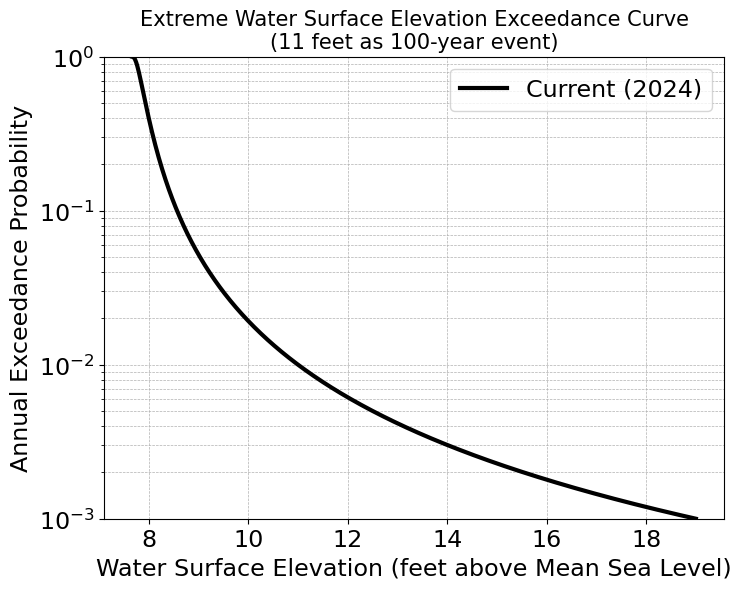 Extreme Water Surface Elevation Exceedance Curve
(11 feet as 100-year event)
Current (2024)
Annual Exceedance Probability
10⁰
10⁻¹
10⁻²
10⁻³
8 10 12 14 16 18
Water Surface Elevation (feet above Mean Sea Level)